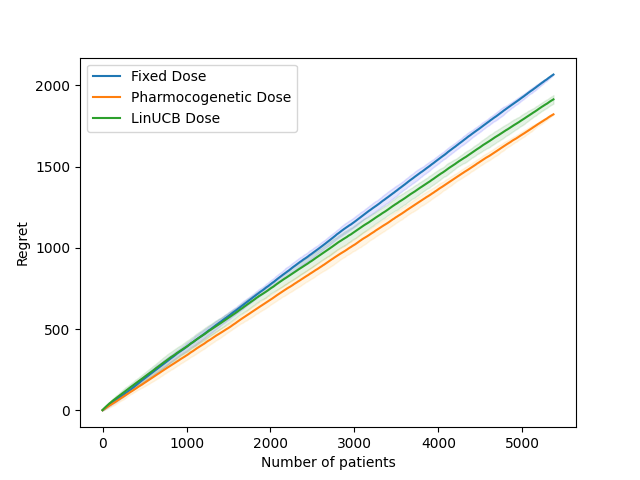 Fixed Dose
Pharmocogenetic Dose
LinUCB Dose
2000
1500
1000
500
0
Regret
0 1000 2000 3000 4000 5000
Number of patients